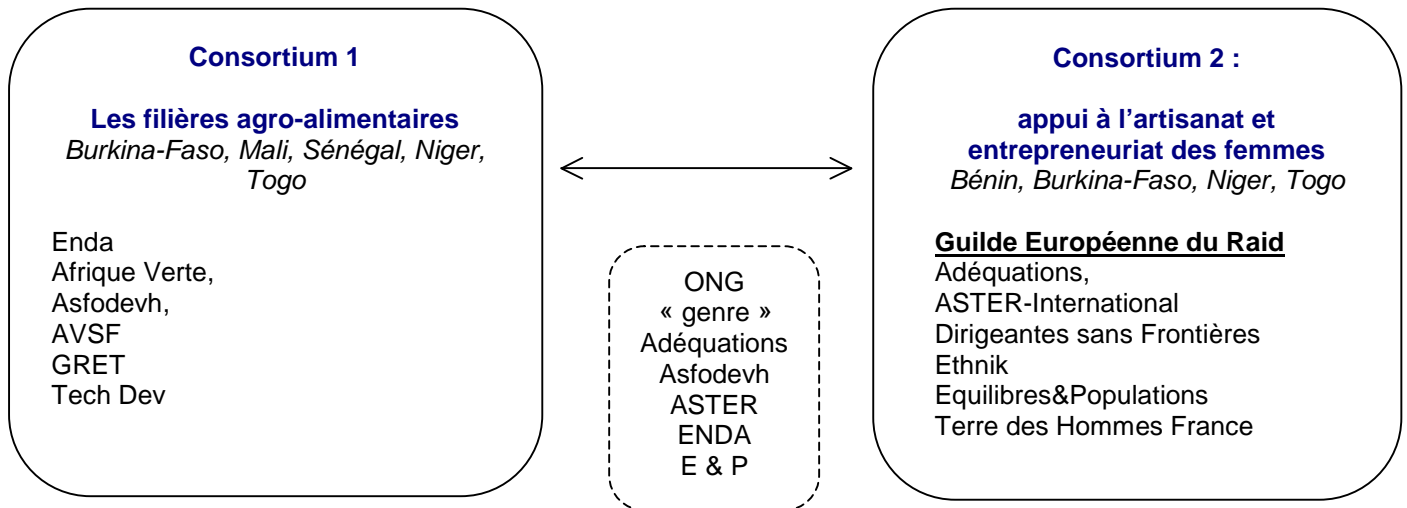 Consortium 1
Les filières agro-alimentaires
Burkina-Faso, Mali, Sénégal, Niger,
Togo
Enda
Afrique Verte,
Asfodevh,
AVSF
GRET
Tech Dev
ONG
« genre »
Adéquations
Asfodevh
ASTER
ENDA
E & P
Consortium 2 :
appui à l’artisanat et
entrepreneuriat des femmes
Bénin, Burkina-Faso, Niger, Togo
Guilde Européenne du Raid
Adéquations,
ASTER-International
Dirigeantes sans Frontières
Ethnik
Equilibres&Populations
Terre des Hommes France